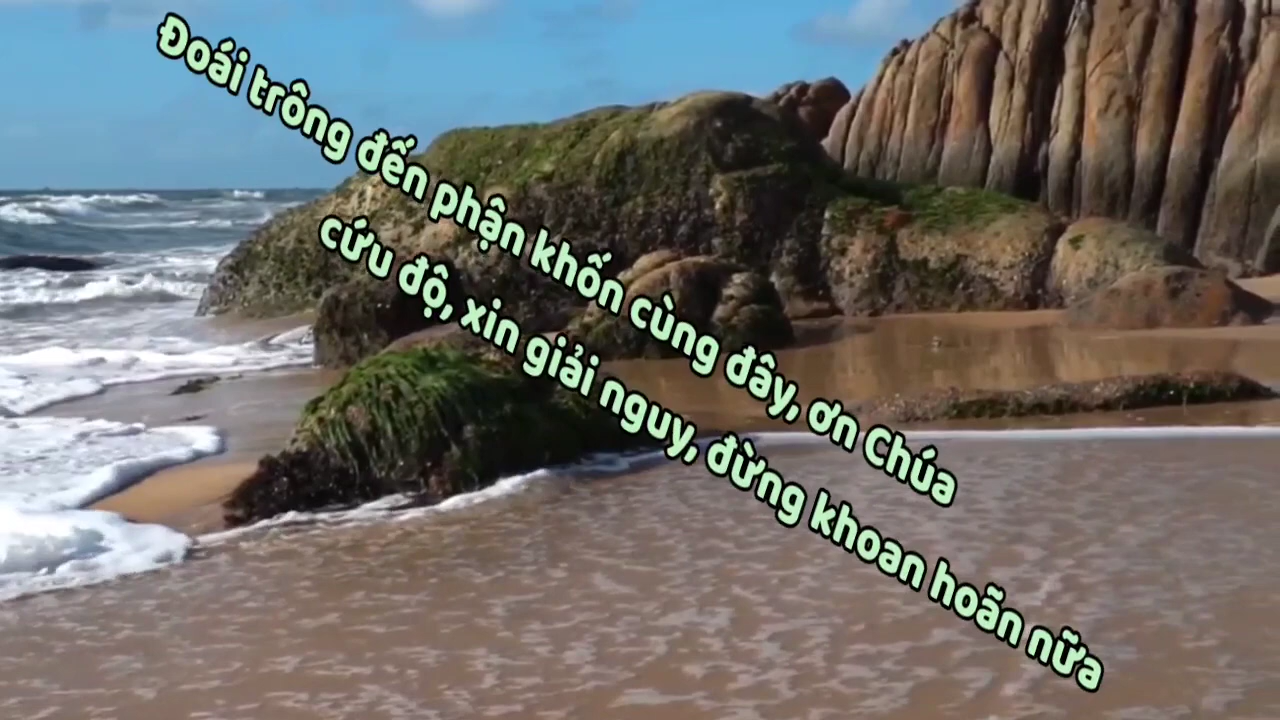 Đoái trông đến phận khốn cùng đây, ơn Chúa
cứu độ, xin giải nguy, đừng khoan hoãn nữa